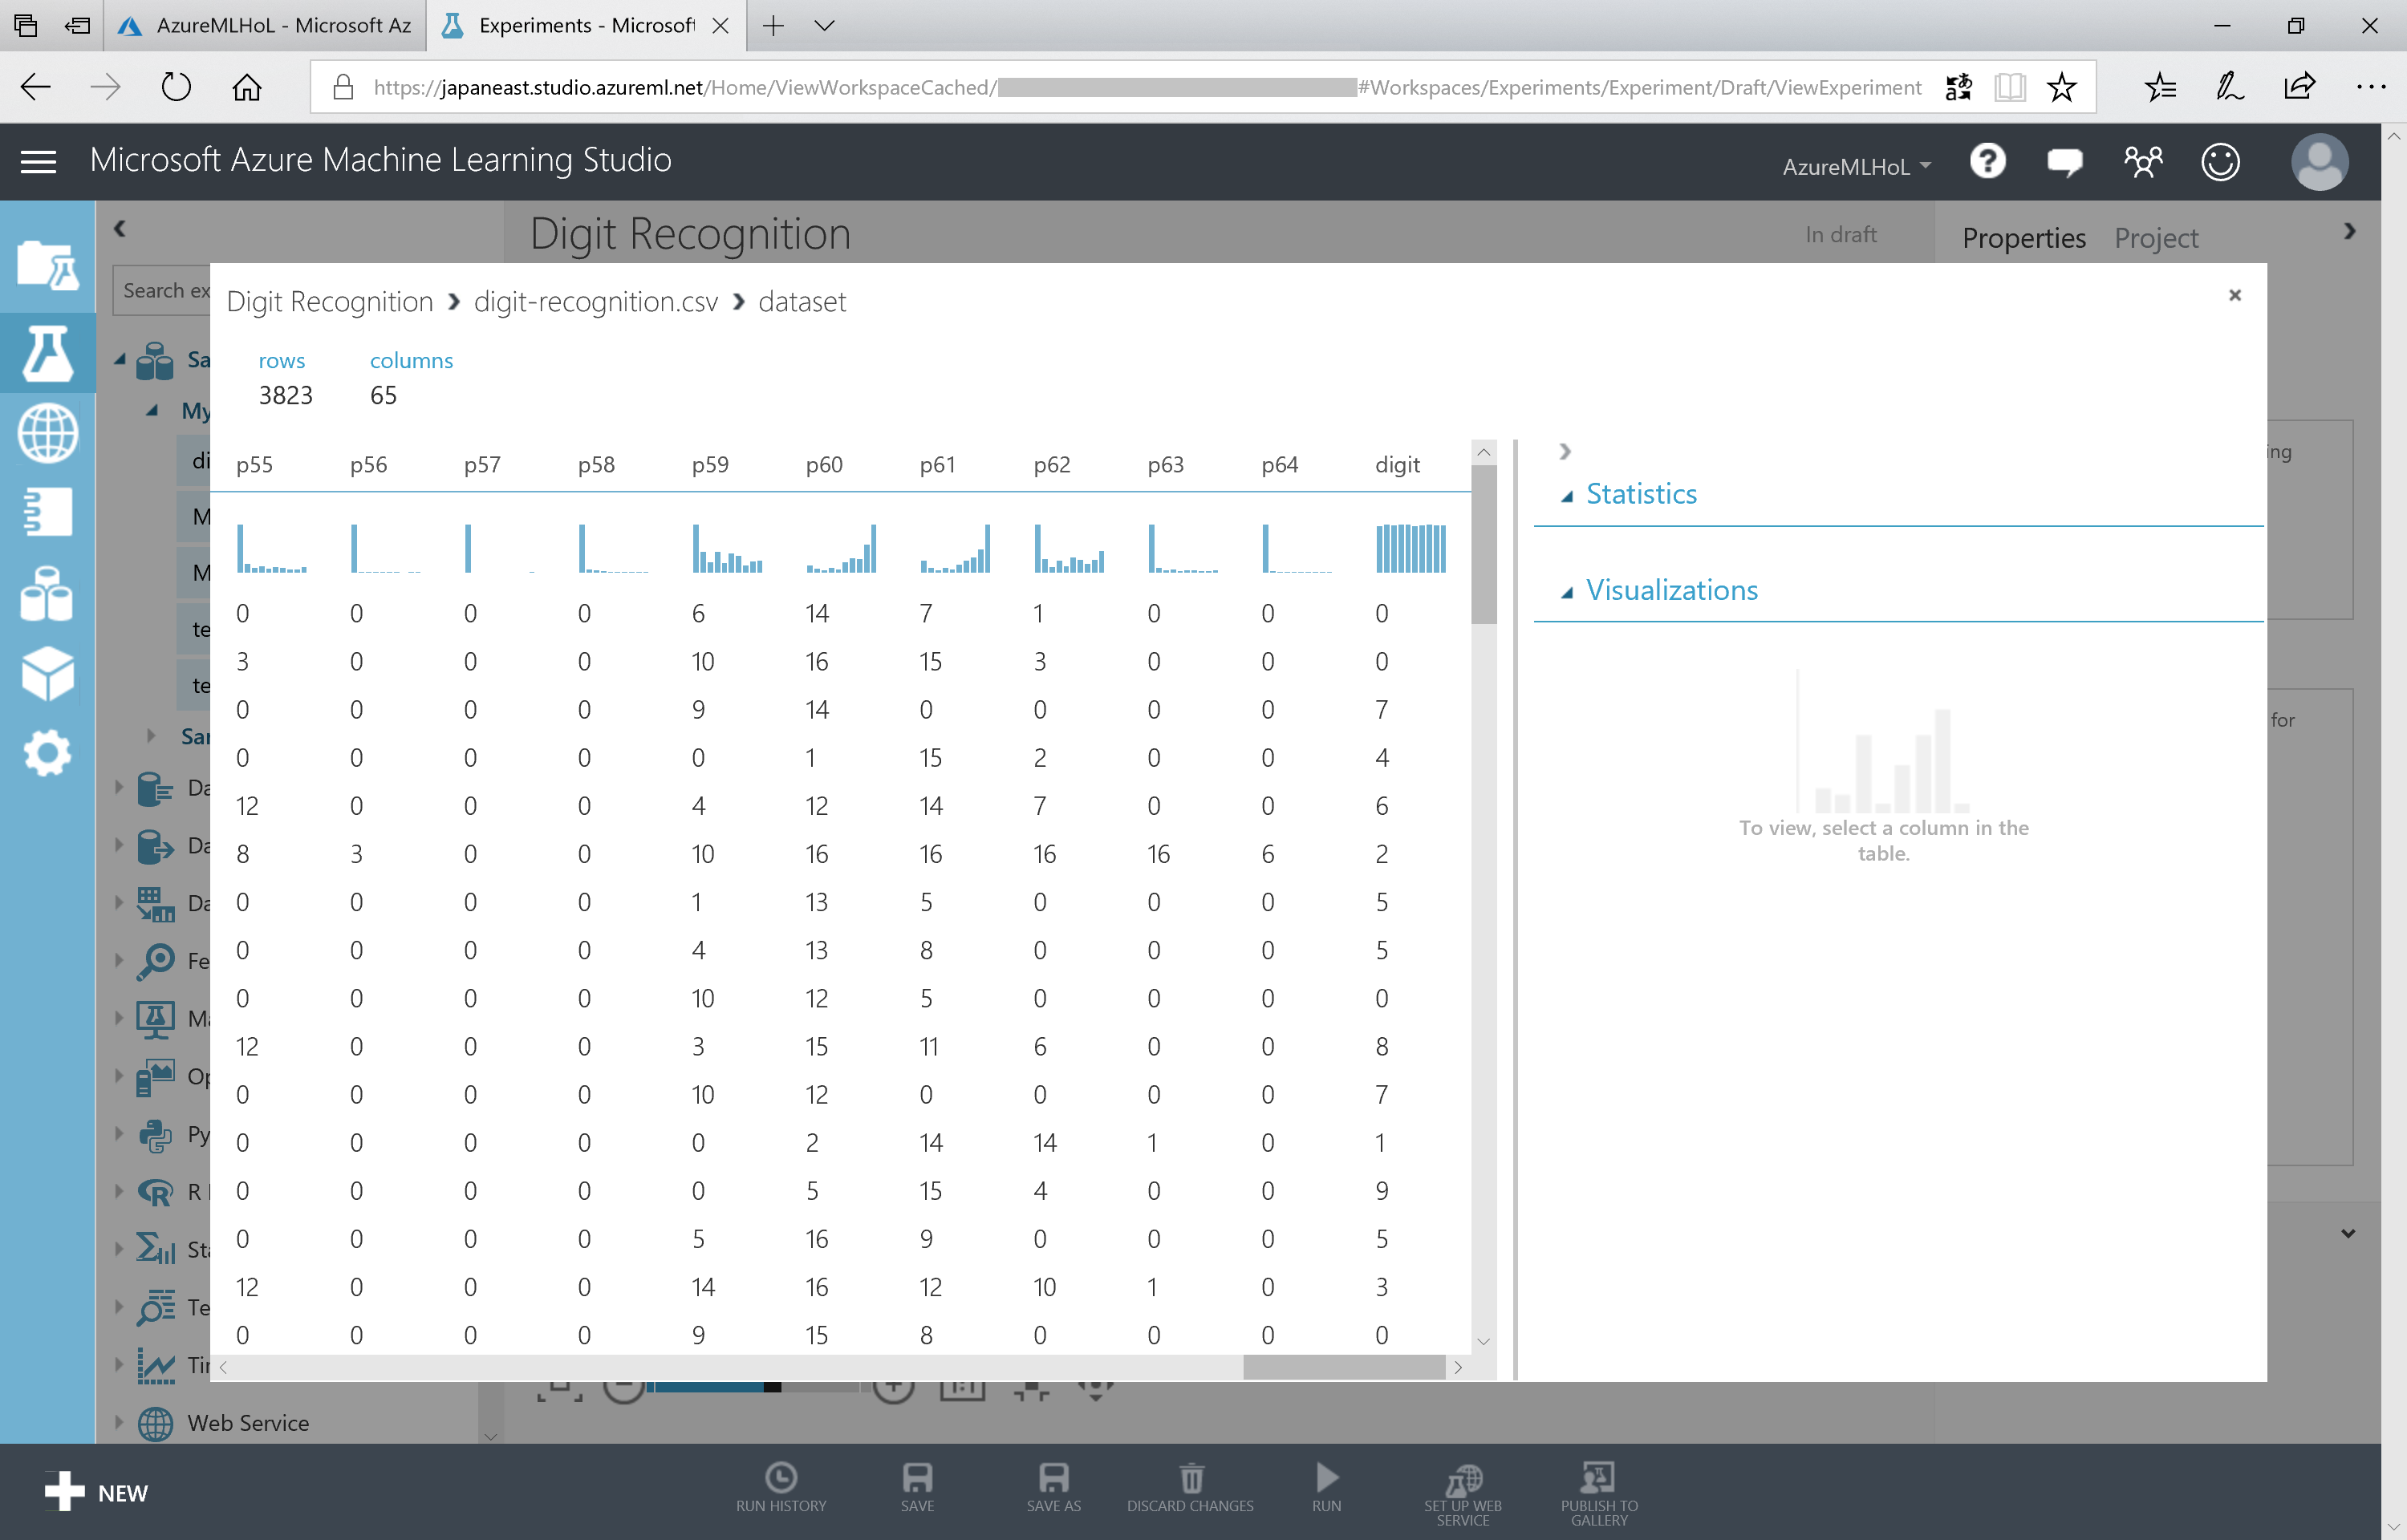 AzureMLHoL - Microsoft Az
Experiments - Microsoft
https://japaneast.studio.azureml.net/Home/ViewWorkspaceCached/ #Workspaces/Experiments/Experiment/Draft/ViewExperiment
Microsoft Azure Machine Learning Studio
AzureMLHoL
Digit Recognition
In draft
Properties Project
Search ex
Digit Recognition > digit-recognition.csv > dataset
rows columns
3823 65
p55 p56 p57 p58 p59 p60 p61 p62 p63 p64 digit
0 0 0 0 6 14 7 1 0 0 0
3 0 0 0 10 16 15 3 0 0 0
0 0 0 0 9 14 0 0 0 0 7
0 0 0 0 0 1 15 2 0 0 4
12 0 0 0 4 12 14 7 0 0 6
8 3 0 0 10 16 16 16 16 6 2
0 0 0 0 1 13 5 0 0 0 5
0 0 0 0 4 13 8 0 0 0 5
0 0 0 0 10 12 5 0 0 0 0
12 0 0 0 3 15 11 6 0 0 8
0 0 0 0 10 12 0 0 0 0 7
0 0 0 0 0 2 14 14 1 0 1
0 0 0 0 0 5 15 4 0 0 9
0 0 0 0 5 16 9 0 0 0 5
12 0 0 0 14 16 12 10 1 0 3
0 0 0 0 9 15 8 0 0 0 0
Statistics
Visualizations
To view, select a column in the
table.
Sa
My
di
M
M
te
te
Sar
Da
Da
Da
Fe
Ma
Op
Py
R
Sta
Te
Tir
Web Service
ing
for
1:1
NEW
RUN HISTORY
SAVE
SAVE AS
DISCARD CHANGES
RUN
SET UP WEB
SERVICE
PUBLISH TO
GALLERY